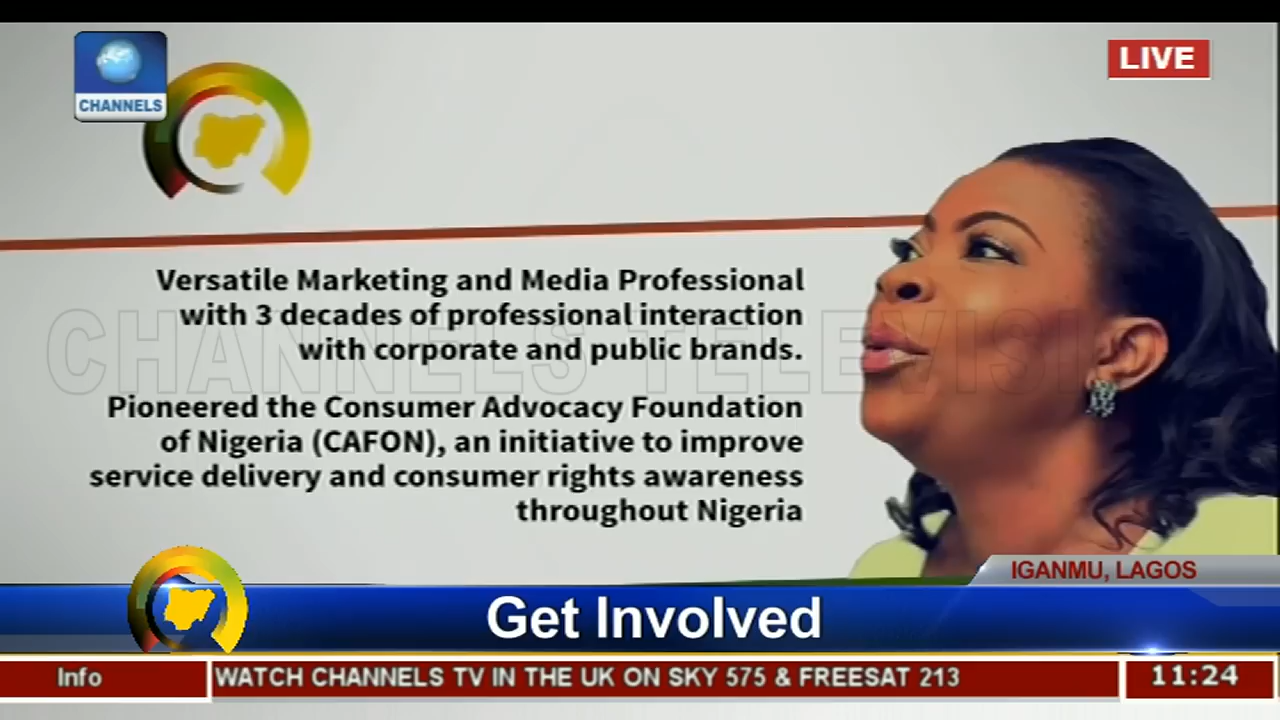 CHANNELS
LIVE
Versatile Marketing and Media Professional
with 3 decades of professional interaction
with corporate and public brands.
CHANNELS TELEVISI
Pioneered the Consumer Advocacy Foundation
of Nigeria (CAFON), an initiative to improve
service delivery and consumer rights awareness
throughout Nigeria
IGANMU, LAGOS
Get Involved
Info
WATCH CHANNELS TV IN THE UK ON SKY 575 & FREESAT 213
11:24